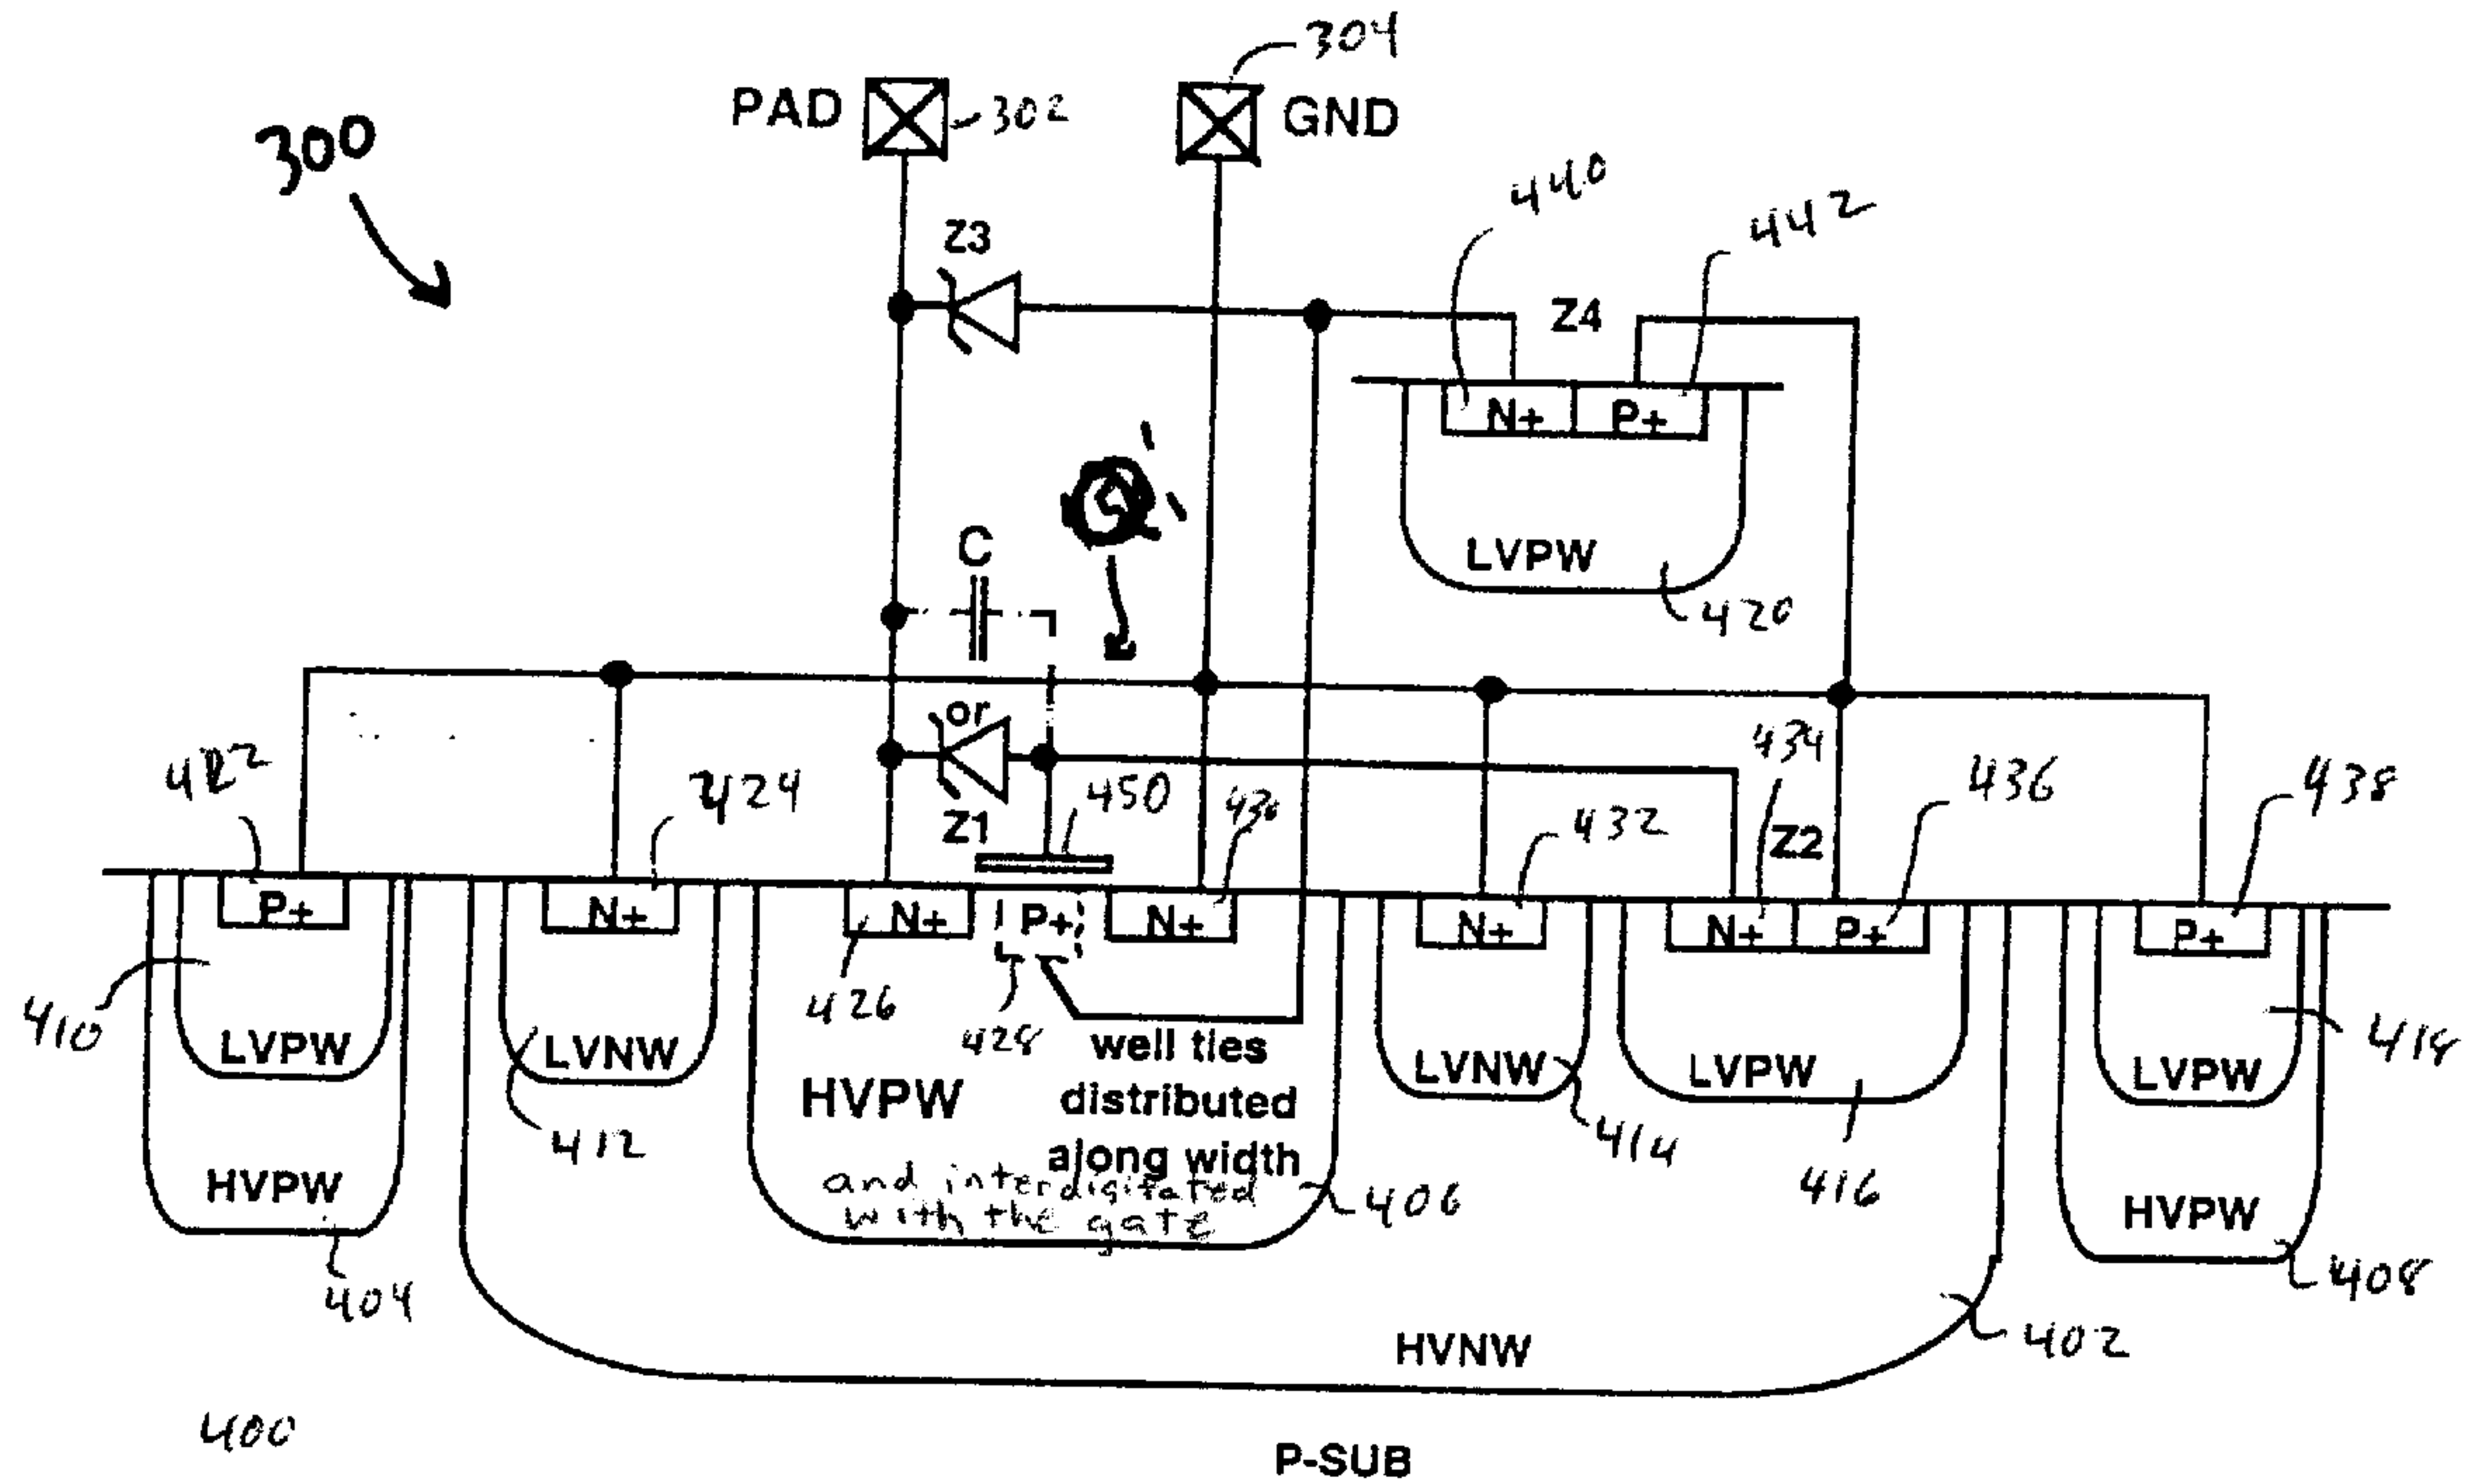 304
PAD
302
GND
300
440
442
Z3
Z4
N+
P+
Q
C
LVPW
420
or
434
422
424
450
430
432
436
438
Z1
Z2
P+
N+
N+
P+
N+
N+
N+
P+
P+
410
426
428
well ties
418
LVPW
LVNW
HVPW
distributed
LVNW
LVPW
LVPW
412
along width
414
416
HVPW
and interdigitated
with the gate
406
HVPW
404
408
HVNW
402
400
P-SUB